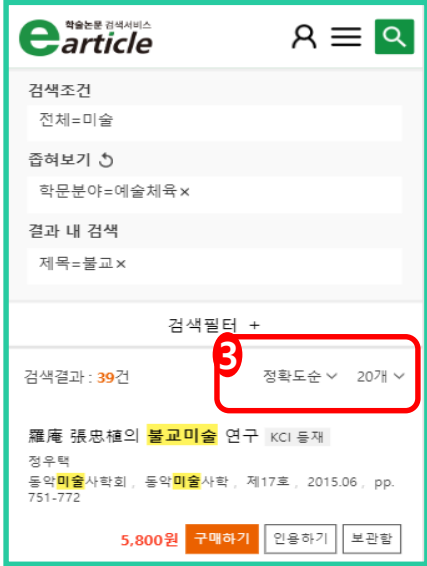 학술논문 검색서비스
earticle
검색조건
전체=미술
좁혀보기
학문분야=예술체육×
결과 내 검색
제목=불교×
검색필터 +
3
검색결과 : 39건 정확도순 20개
羅庵 張忠植의 불교미술 연구 KCI 등재
정우택
동악미술사학회, 동악미술사학, 제17호, 2015.06, pp.
751-772
5,800원 구매하기 인용하기 보관함